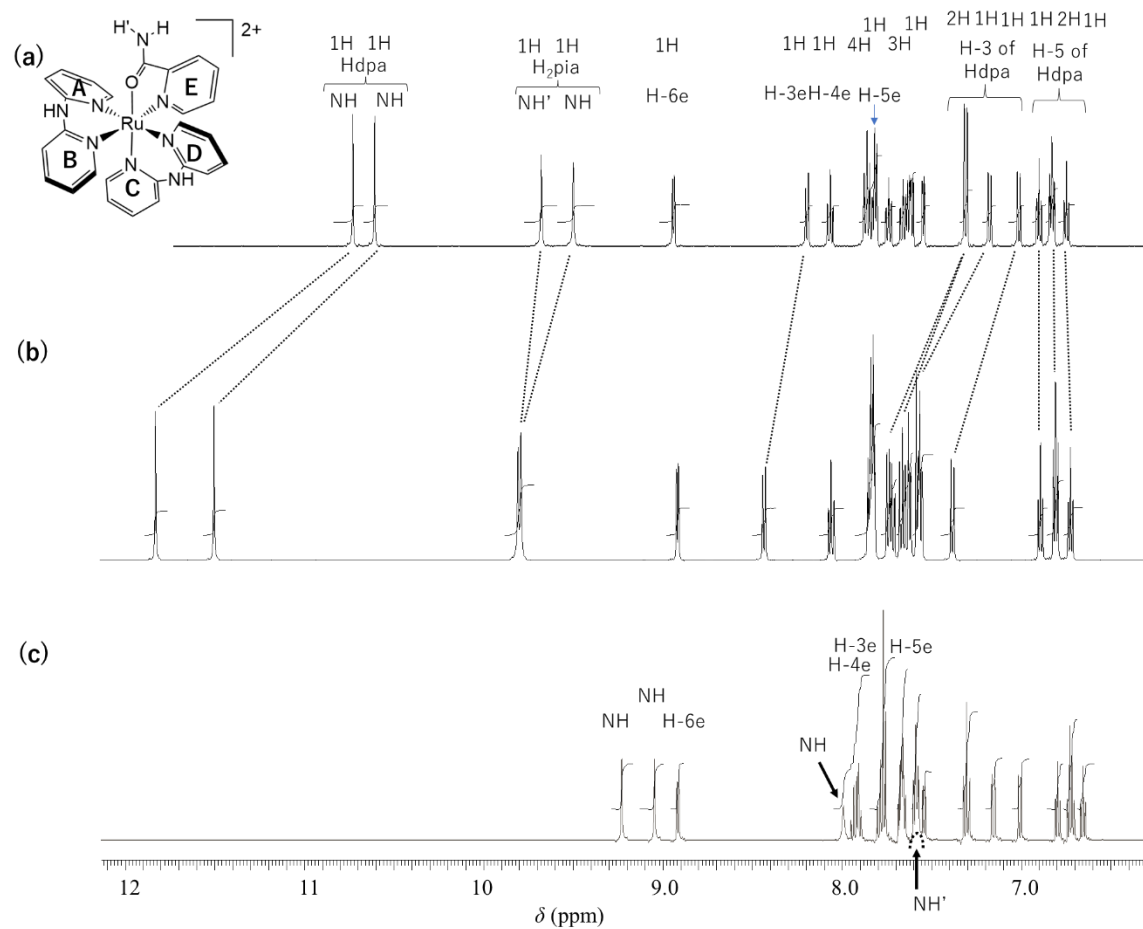 (a)
H' H
N
2+
O
A
E
N
N
HN
Ru
N
N
B
D
N
C
NH
1H 1H
Hdpa
NH NH
1H 1H
H₂pia
NH' NH
1H
H-6e
1H 1H 4H 1H 3H 1H
H-3e H-4e H-5e
2H 1H 1H
H-3 of
Hdpa
1H 2H 1H
H-5 of
Hdpa
(b)
(c)
NH
NH
H-6e
NH
H-3e
H-4e
H-5e
NH'
12 11 10 9.0 8.0 7.0
δ (ppm)